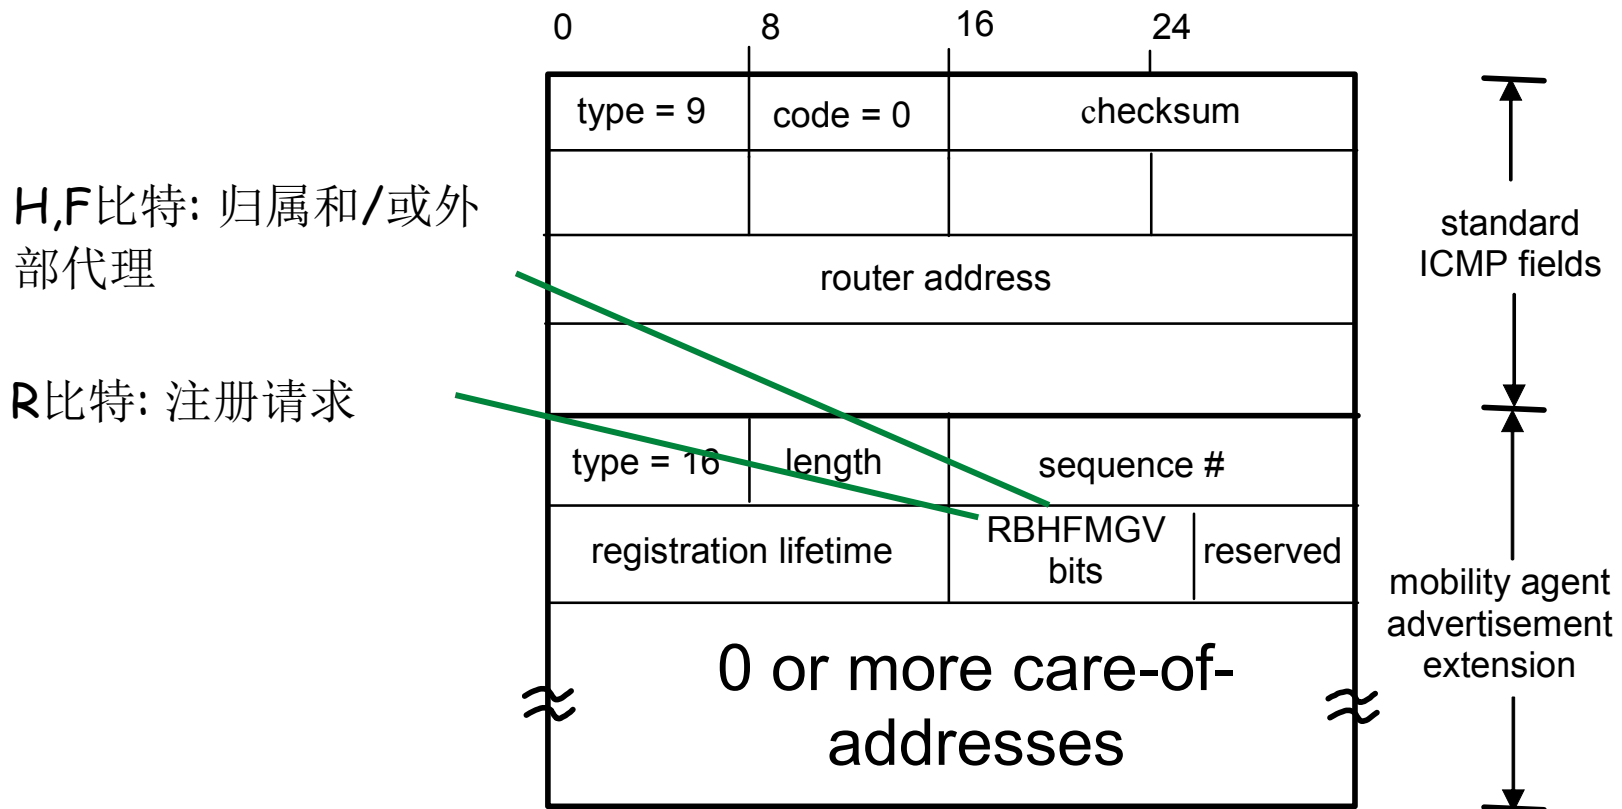 0 8 16 24
type = 9 code = 0 checksum
H,F比特: 归属和/或外
部代理
standard
ICMP fields
router address
R比特: 注册请求
type = 16 length sequence #
registration lifetime
RBHFMGV
bits
reserved
mobility agent
advertisement
extension
0 or more care-of-
addresses